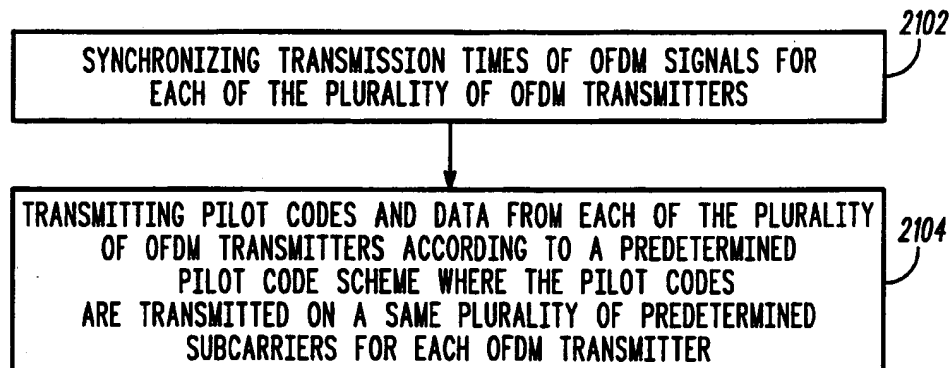 2102
SYNCHRONIZING TRANSMISSION TIMES OF OFDM SIGNALS FOR
EACH OF THE PLURALITY OF OFDM TRANSMITTERS
TRANSMITTING PILOT CODES AND DATA FROM EACH OF THE PLURALITY
OF OFDM TRANSMITTERS ACCORDING TO A PREDETERMINED
PILOT CODE SCHEME WHERE THE PILOT CODES
ARE TRANSMITTED ON A SAME PLURALITY OF PREDETERMINED
SUBCARRIERS FOR EACH OFDM TRANSMITTER
2104